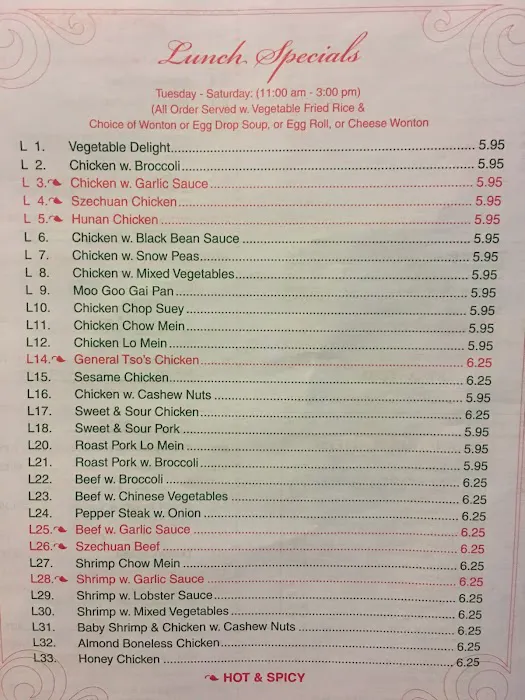 Lunch Specials
Tuesday - Saturday: (11:00 am - 3:00 pm)
(All Order Served w. Vegetable Fried Rice &
Choice of Wonton or Egg Drop Soup, or Egg Roll, or Cheese Wonton
L 1. Vegetable Delight 5.95
L 2. Chicken w. Broccoli 5.95
L 3. Chicken w. Garlic Sauce 5.95
L 4. Szechuan Chicken 5.95
L 5. Hunan Chicken 5.95
L 6. Chicken w. Black Bean Sauce 5.95
L 7. Chicken w. Snow Peas 5.95
L 8. Chicken w. Mixed Vegetables 5.95
L 9. Moo Goo Gai Pan 5.95
L10. Chicken Chop Suey 5.95
L11. Chicken Chow Mein 5.95
L12. Chicken Lo Mein 5.95
L14. General Tso's Chicken 6.25
L15. Sesame Chicken 6.25
L16. Chicken w. Cashew Nuts 5.95
L17. Sweet & Sour Chicken 6.25
L18. Sweet & Sour Pork 5.95
L20. Roast Pork Lo Mein 5.95
L21. Roast Pork w. Broccoli 5.95
L22. Beef w. Broccoli 6.25
L23. Beef w. Chinese Vegetables 6.25
L24. Pepper Steak w. Onion 6.25
L25. Beef w. Garlic Sauce 6.25
L26. Szechuan Beef 6.25
L27. Shrimp Chow Mein 6.25
L28. Shrimp w. Garlic Sauce 6.25
L29. Shrimp w. Lobster Sauce 6.25
L30. Shrimp w. Mixed Vegetables 6.25
L31. Baby Shrimp & Chicken w. Cashew Nuts 6.25
L32. Almond Boneless Chicken 6.25
L33. Honey Chicken 6.25
HOT & SPICY